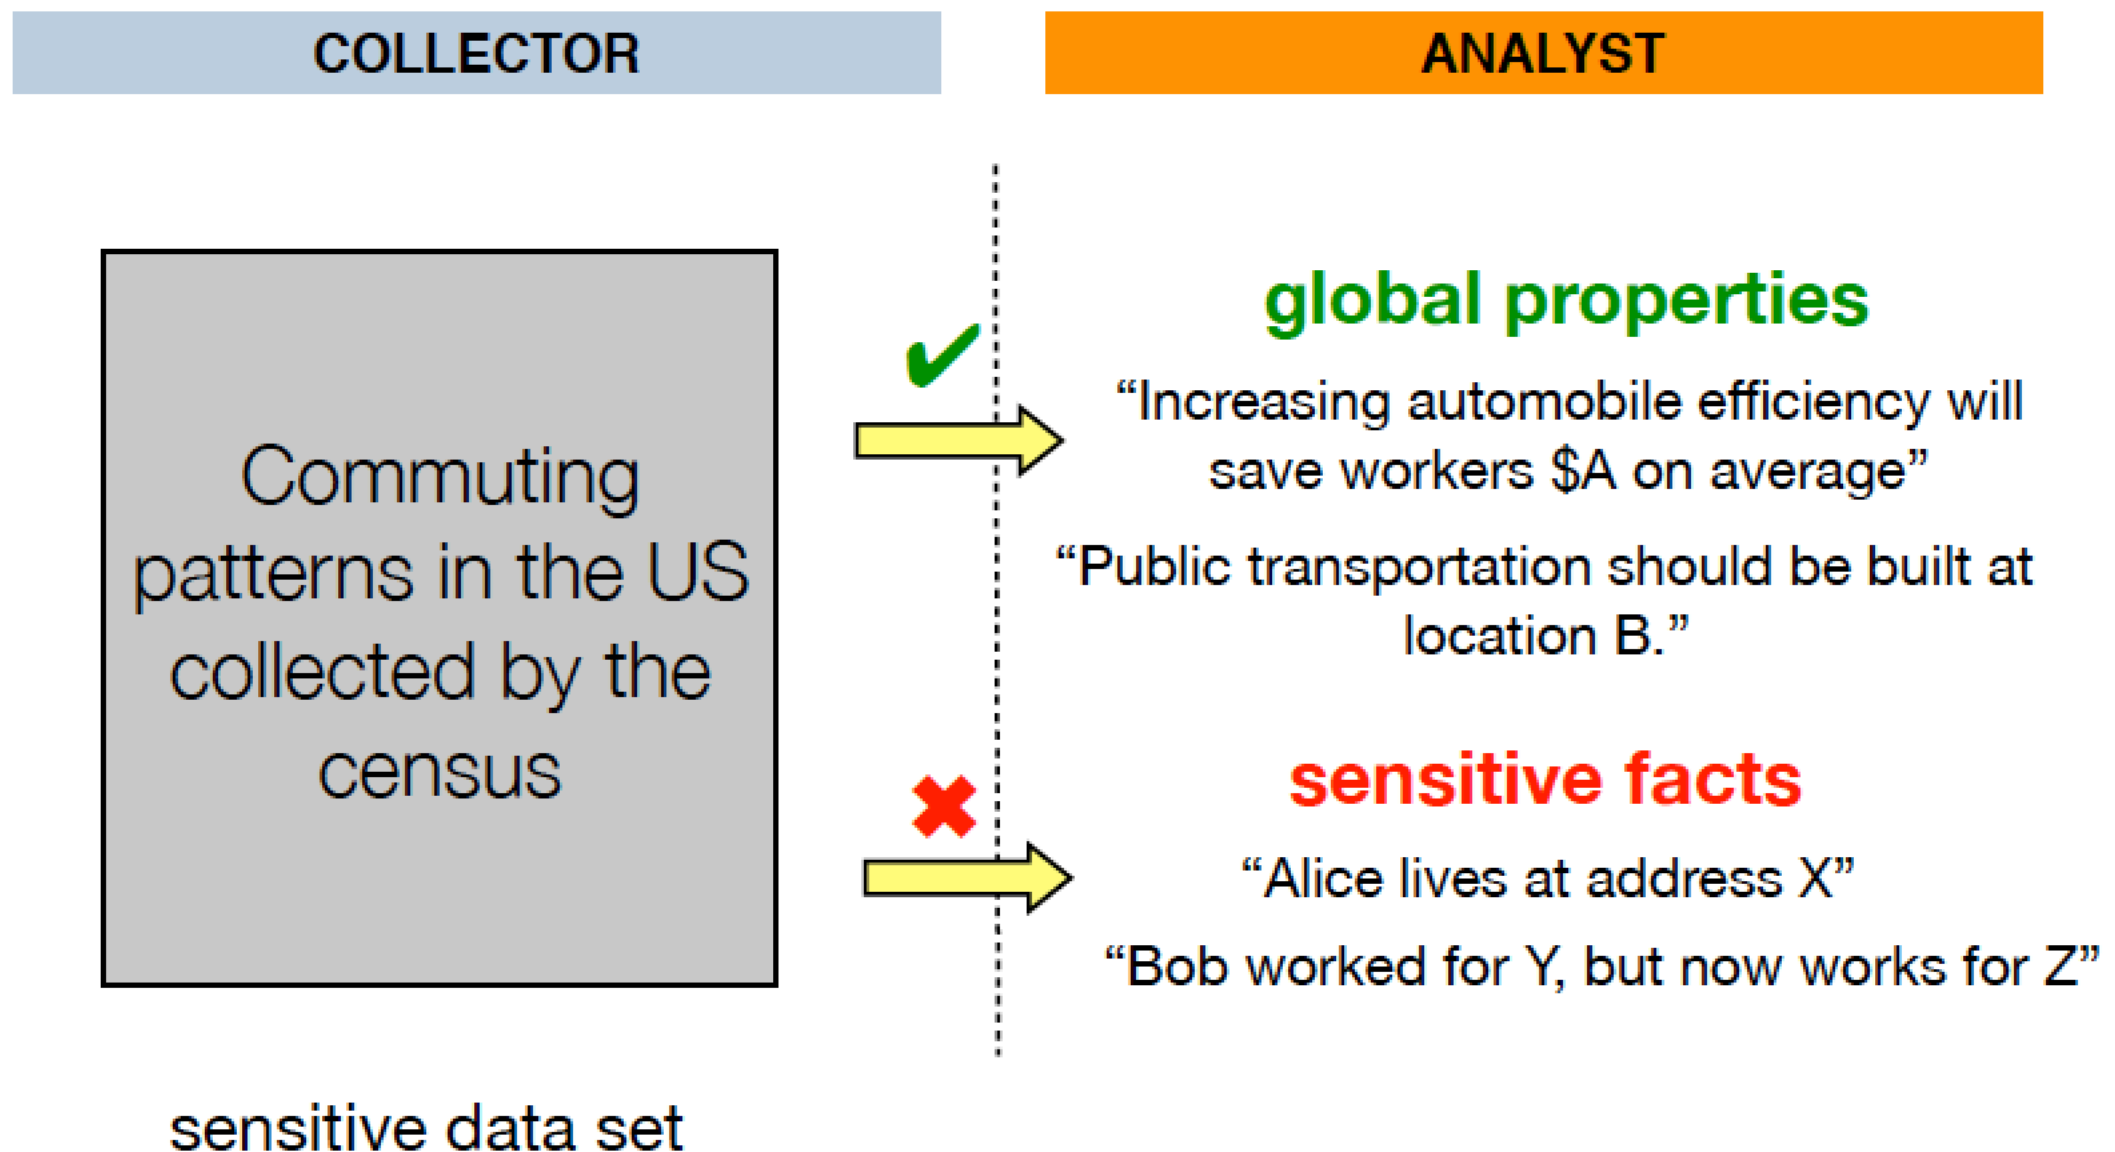 COLLECTOR
ANALYST
Commuting
patterns in the US
collected by the
census
sensitive data set
global properties
“Increasing automobile efficiency will
save workers $A on average”
“Public transportation should be built at
location B.”
sensitive facts
“Alice lives at address X”
“Bob worked for Y, but now works for Z”